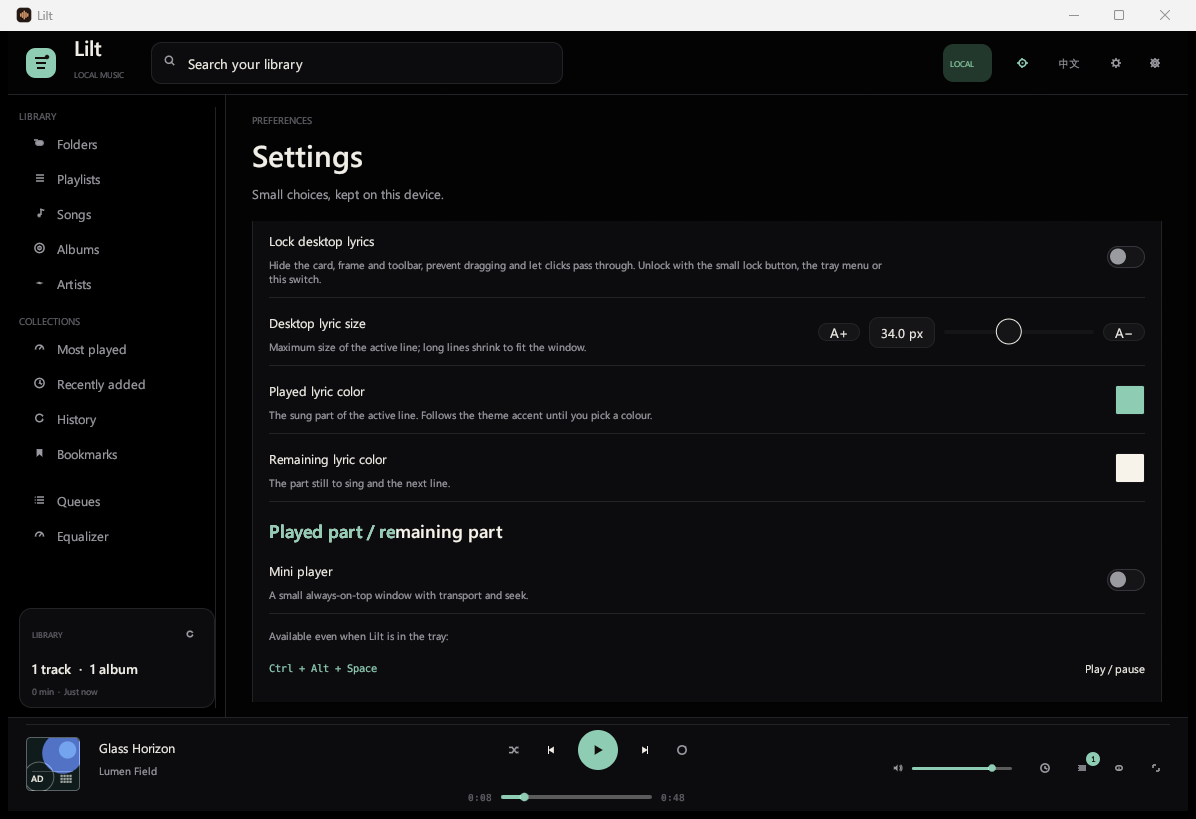 Lilt
Lilt
LOCAL MUSIC
Search your library
LOCAL
中文
LIBRARY
Folders
Playlists
Songs
Albums
Artists
COLLECTIONS
Most played
Recently added
History
Bookmarks
Queues
Equalizer
LIBRARY
1 track · 1 album
0 min · Just now
PREFERENCES
Settings
Small choices, kept on this device.
Lock desktop lyrics
Hide the card, frame and toolbar, prevent dragging and let clicks pass through. Unlock with the small lock button, the tray menu or
this switch.
Desktop lyric size
Maximum size of the active line; long lines shrink to fit the window.
A+ 34.0 px A−
Played lyric color
The sung part of the active line. Follows the theme accent until you pick a colour.
Remaining lyric color
The part still to sing and the next line.
Played part / remaining part
Mini player
A small always-on-top window with transport and seek.
Available even when Lilt is in the tray:
Ctrl + Alt + Space Play / pause
AD
Glass Horizon
Lumen Field
0:08 0:48
1